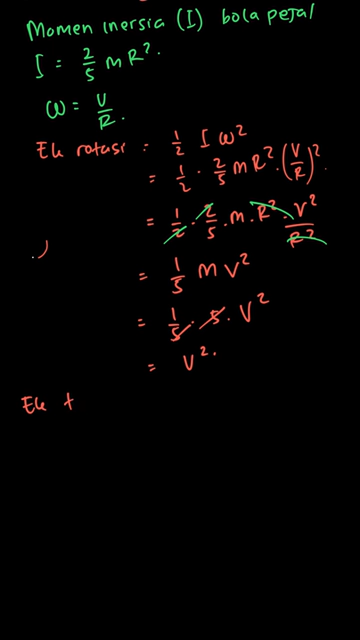 Momen inersia (I) bola pejal
I = 2/5 m R².
ω = V/R.
Ek rotasi = 1/2 I ω²
= 1/2 · 2/5 m R² · (V/R)².
= 1/2 · 2/5 · m · R² · V²/R²
= 1/5 m V²
= 1/5 · 5 · V²
= V².
Ek t